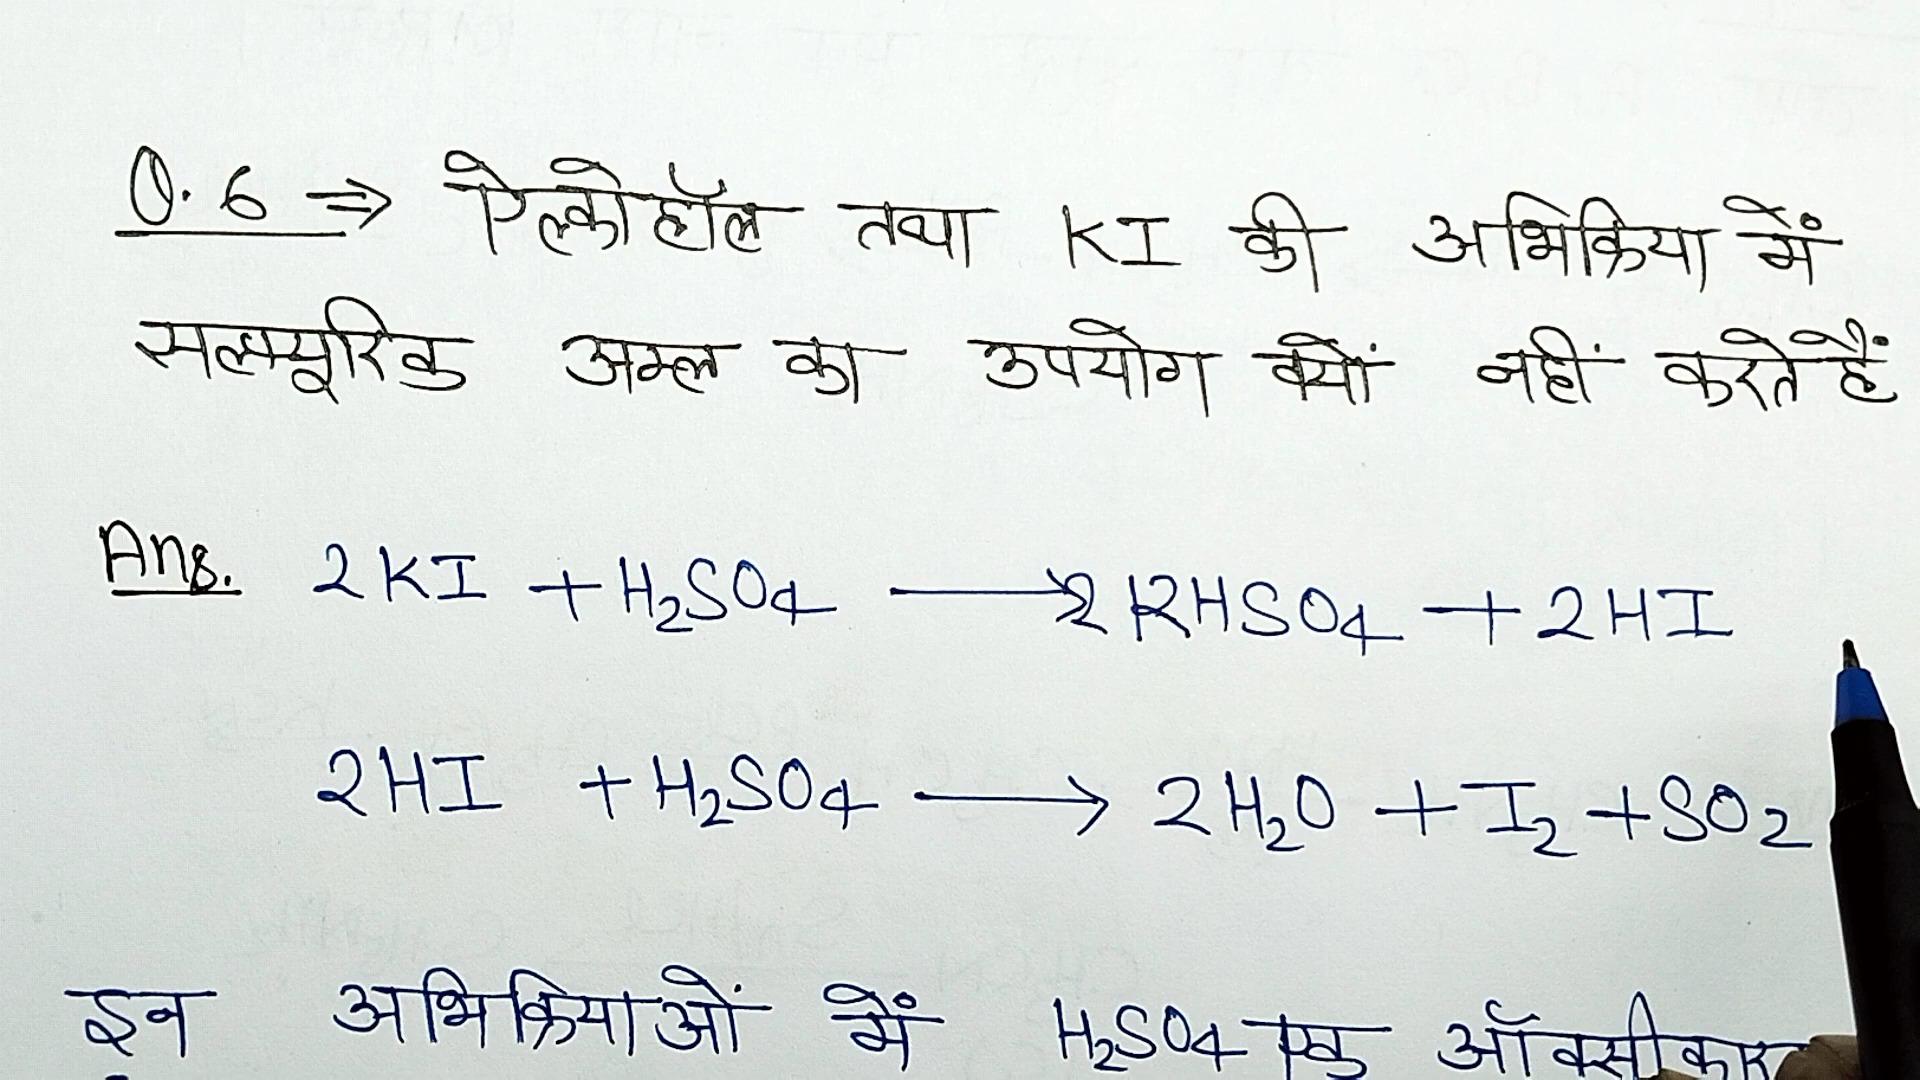 Q. 6 ⇒ ऐल्कोहॉल तथा KI की अभिक्रिया में
सल्फ्यूरिक अम्ल का उपयोग क्यों नहीं करते हैं
Ans. 2KI + H₂SO₄ ⟶ 2KHSO₄ + 2HI
2HI + H₂SO₄ ⟶ 2H₂O + I₂ + SO₂
इन अभिक्रियाओं में H₂SO₄ एक ऑक्सीकारक